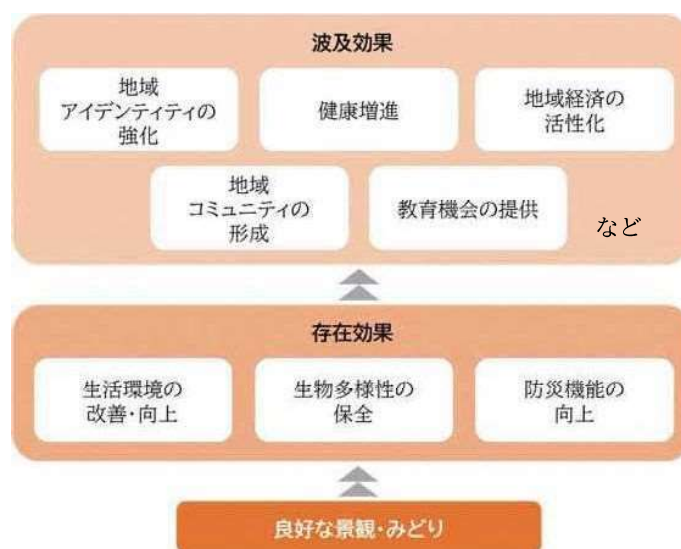 波及効果
地域
アイデンティティの
強化
健康増進
地域経済の
活性化
地域
コミュニティの
形成
教育機会の提供
など
存在効果
生活環境の
改善・向上
生物多様性の
保全
防災機能の
向上
良好な景観・みどり